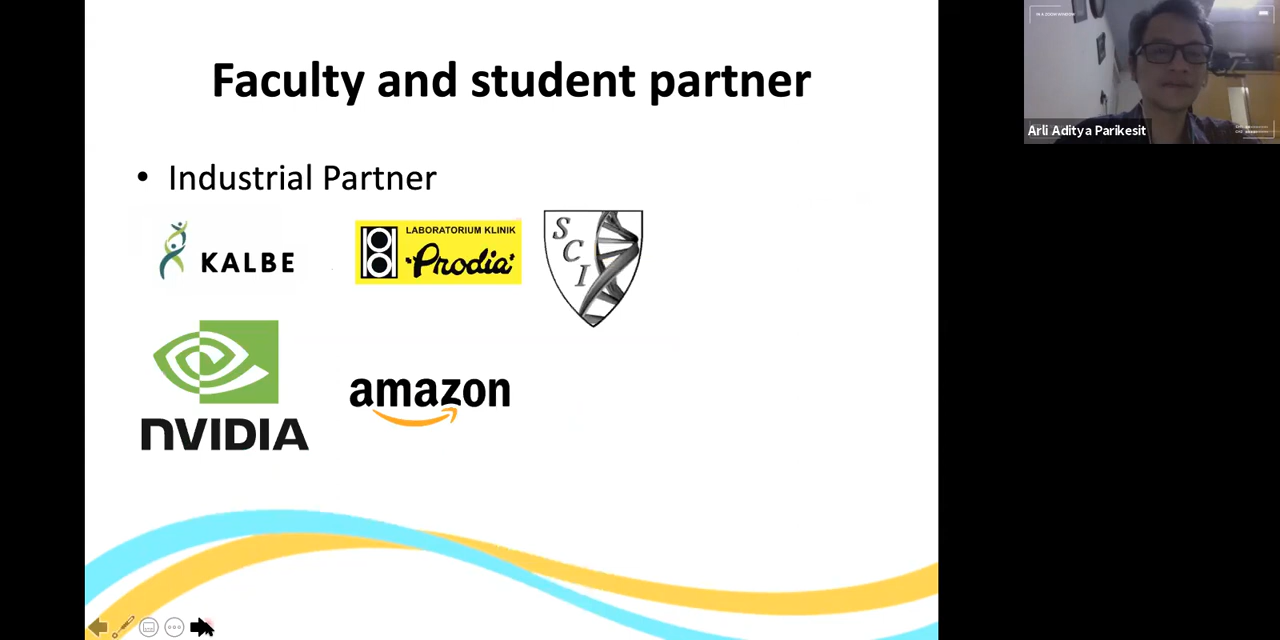 Faculty and student partner
• Industrial Partner
KALBE
LABORATORIUM KLINIK
Prodia
SCI
NVIDIA
amazon
Arli Aditya Parikesit